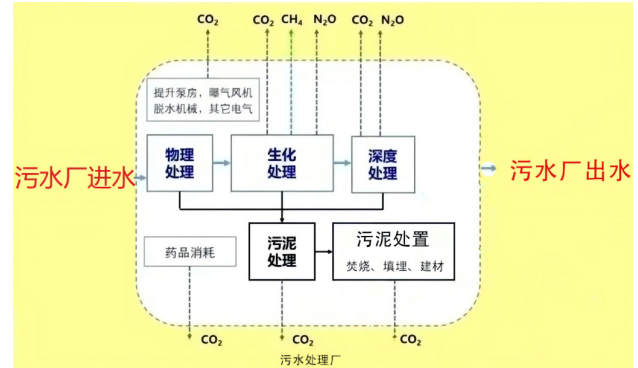 CO₂ CO₂ CH₄ N₂O CO₂ N₂O
提升泵房，曝气风机
脱水机械，其它电气
物理
处理
生化
处理
深度
处理
污水厂进水
污水厂出水
药品消耗
污泥
处理
污泥处置
焚烧、填埋、建材
CO₂ CO₂ CO₂
污水处理厂